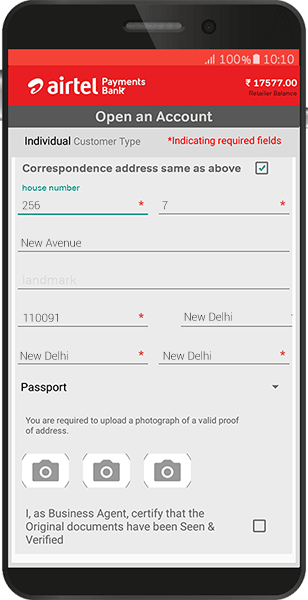 100% 10:10
airtel Payments Bank
₹ 17577.00
Retailer Balance
Open an Account
Individual Customer Type *Indicating required fields
Correspondence address same as above
house number
256 * 7 *
New Avenue
landmark
110091 * New Delhi
New Delhi * New Delhi *
Passport
You are required to upload a photograph of a valid proof
of address.
I, as Business Agent, certify that the
Original documents have been Seen &
Verified